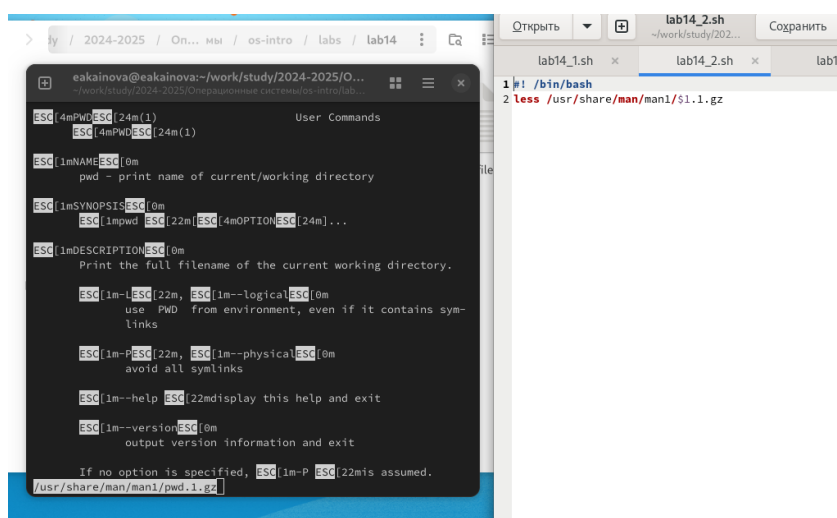 dy / 2024-2025 / Оп... мы / os-intro / labs / lab14
eakainova@eakainova:~/work/study/2024-2025/О...
~/work/study/2024-2025/Операционные системы/os-intro/lab...
ESC[4mPWDESC[24m(1) User Commands
ESC[4mPWDESC[24m(1)
ESC[1mNAMEESC[0m
pwd - print name of current/working directory
ESC[1mSYNOPSISESC[0m
ESC[1mpwd ESC[22m[ESC[4mOPTIONESC[24m]...
ESC[1mDESCRIPTIONESC[0m
Print the full filename of the current working directory.
ESC[1m-LESC[22m, ESC[1m--logicalESC[0m
use PWD from environment, even if it contains sym-
links
ESC[1m-PESC[22m, ESC[1m--physicalESC[0m
avoid all symlinks
ESC[1m--help ESC[22mdisplay this help and exit
ESC[1m--versionESC[0m
output version information and exit
If no option is specified, ESC[1m-P ESC[22mis assumed.
/usr/share/man/man1/pwd.1.gz
file
Открыть
lab14_2.sh
~/work/study/202...
Сохранить
lab14_1.sh × lab14_2.sh × lab1
1 #! /bin/bash
2 less /usr/share/man/man1/$1.1.gz